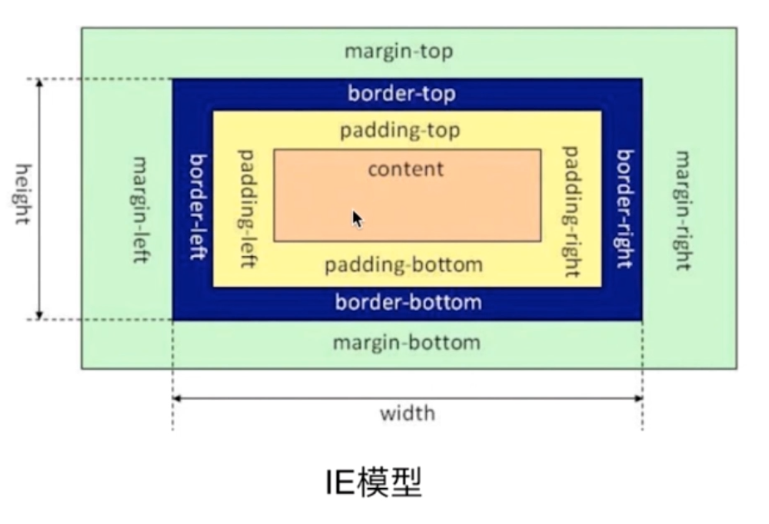 margin-top
border-top
padding-top
content
height
margin-left
border-left
padding-left
padding-right
border-right
margin-right
padding-bottom
border-bottom
margin-bottom
width
IE模型